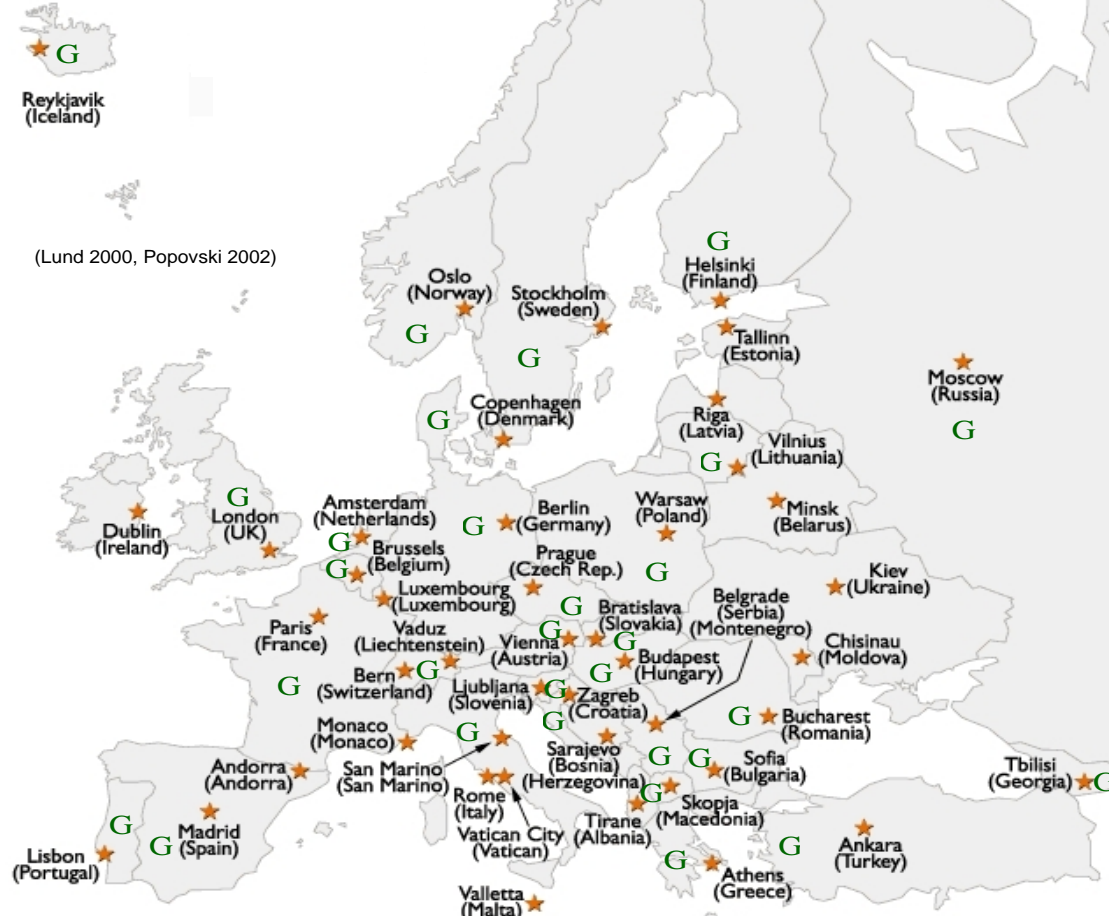 G
Reykjavik
(Iceland)
(Lund 2000, Popovski 2002)
G
Helsinki
(Finland)
Oslo
(Norway)
Stockholm
(Sweden)
G
Tallinn
(Estonia)
G
Moscow
(Russia)
G
Copenhagen
(Denmark)
G
Riga
(Latvia)
Vilnius
(Lithuania)
G
G
London
(UK)
Dublin
(Ireland)
Amsterdam
(Netherlands)
G
G
Berlin
(Germany)
Warsaw
(Poland)
Minsk
(Belarus)
Brussels
(Belgium)
G
Prague
(Czech Rep.)
G
Kiev
(Ukraine)
Luxembourg
(Luxembourg)
G
Bratislava
(Slovakia)
G
Belgrade
(Serbia)
(Montenegro)
Paris
(France)
Vaduz
(Liechtenstein)
G
Vienna
(Austria)
Chisinau
(Moldova)
Budapest
(Hungary)
G
G
Bern
(Switzerland)
G
Ljubljana
(Slovenia)
G
Zagreb
(Croatia)
G
G
Bucharest
(Romania)
Monaco
(Monaco)
G
San Marino
(San Marino)
Sarajevo
(Bosnia)
(Herzegovina)
G
G
Sofia
(Bulgaria)
Tbilisi
(Georgia)
G
Andorra
(Andorra)
Rome
(Italy)
G
Skopja
(Macedonia)
Vatican City
(Vatican)
Tirane
(Albania)
G
Madrid
(Spain)
G
Lisbon
(Portugal)
G
Ankara
(Turkey)
G
Athens
(Greece)
Valletta
(Malta)